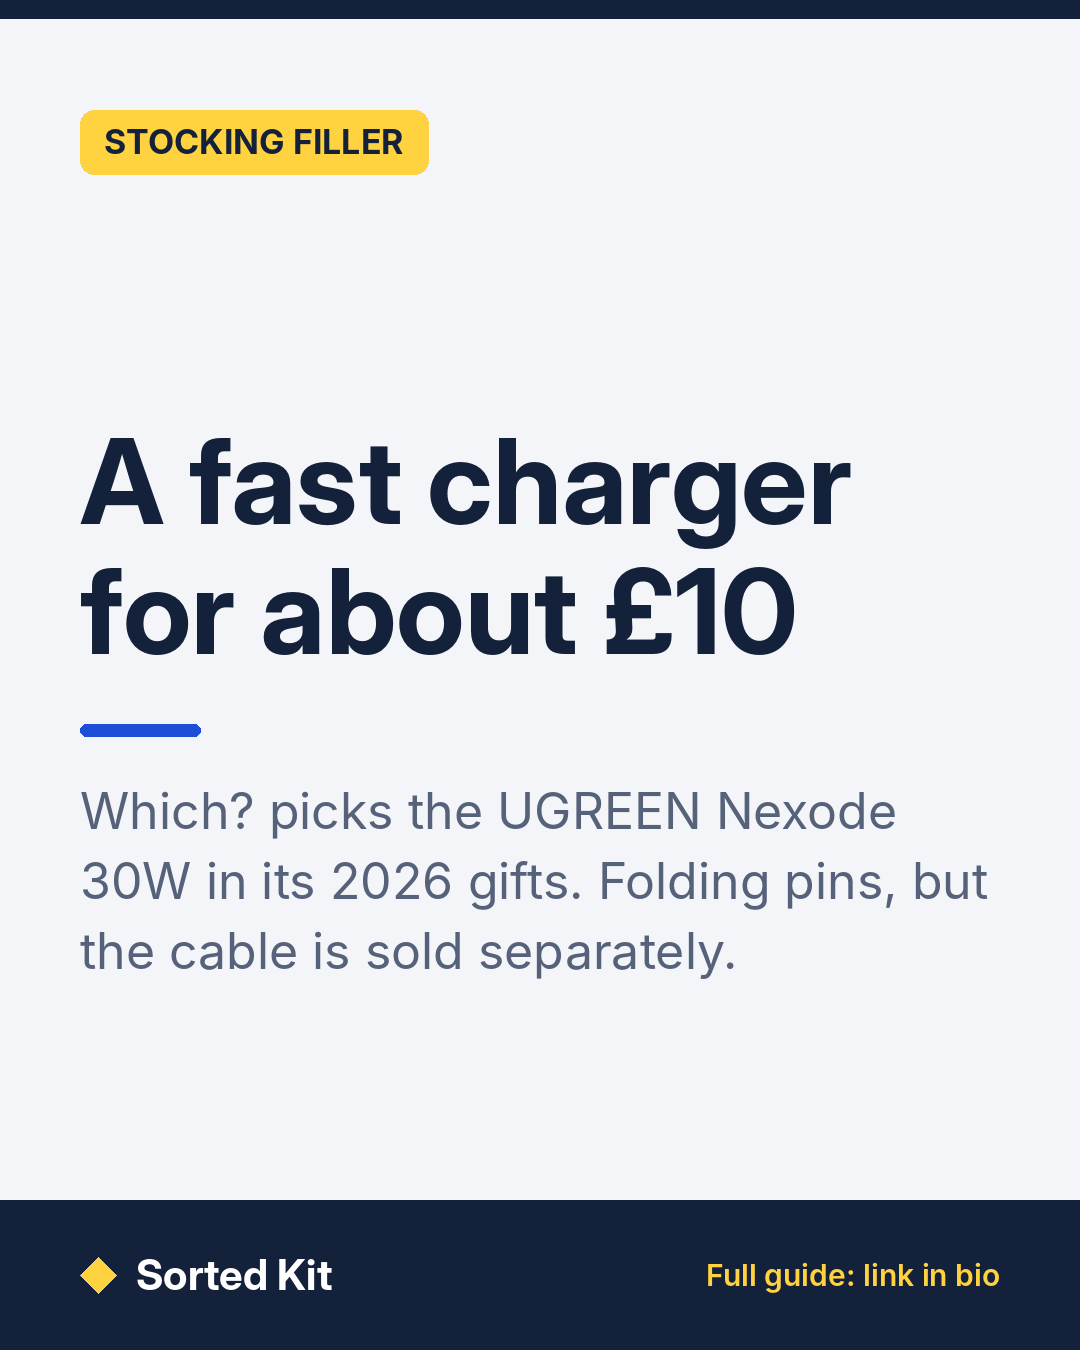 STOCKING FILLER
A fast charger
for about £10
Which? picks the UGREEN Nexode
30W in its 2026 gifts. Folding pins, but
the cable is sold separately.
Sorted Kit
Full guide: link in bio